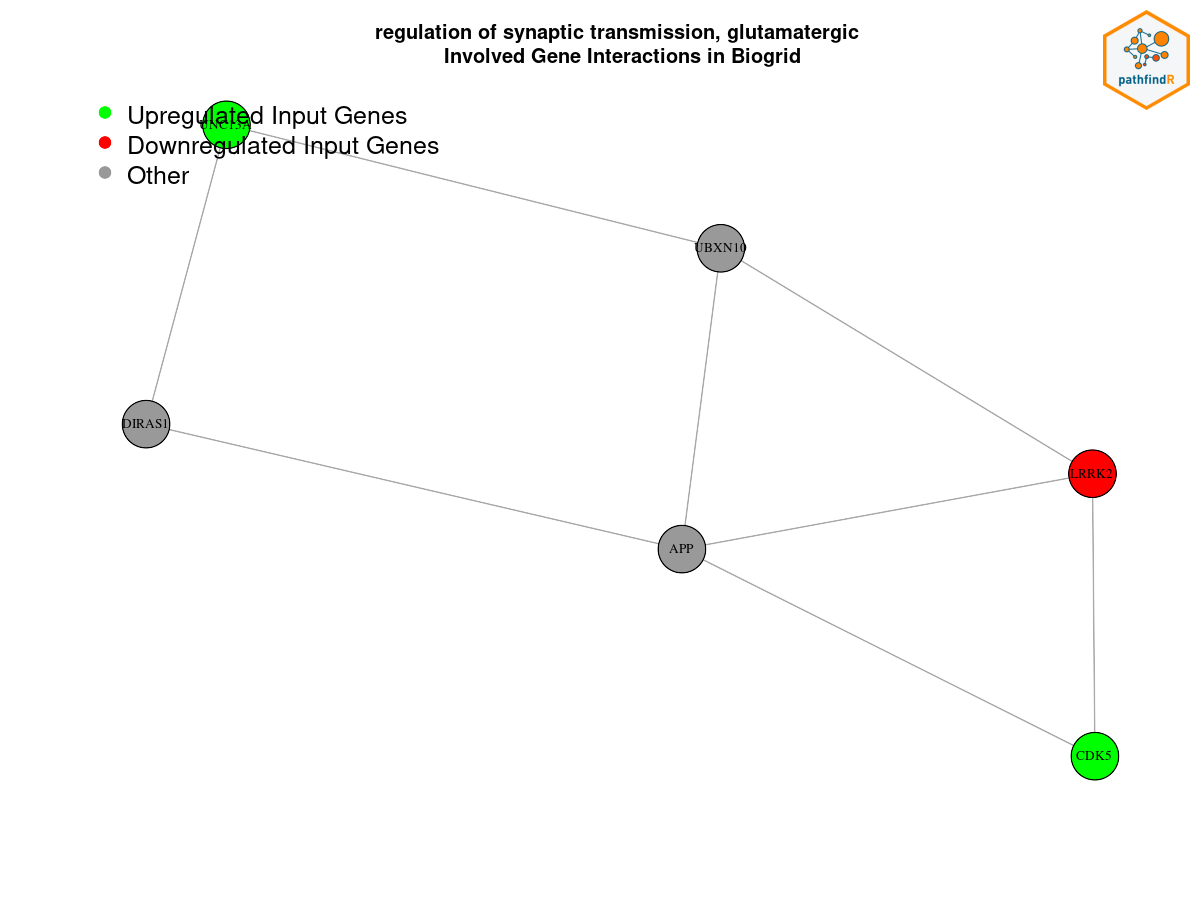 regulation of synaptic transmission, glutamatergic
Involved Gene Interactions in Biogrid
pathfindR
Upregulated Input Genes
UNC13A
Downregulated Input Genes
Other
UBXN10
DIRAS1
LRRK2
APP
CDK5